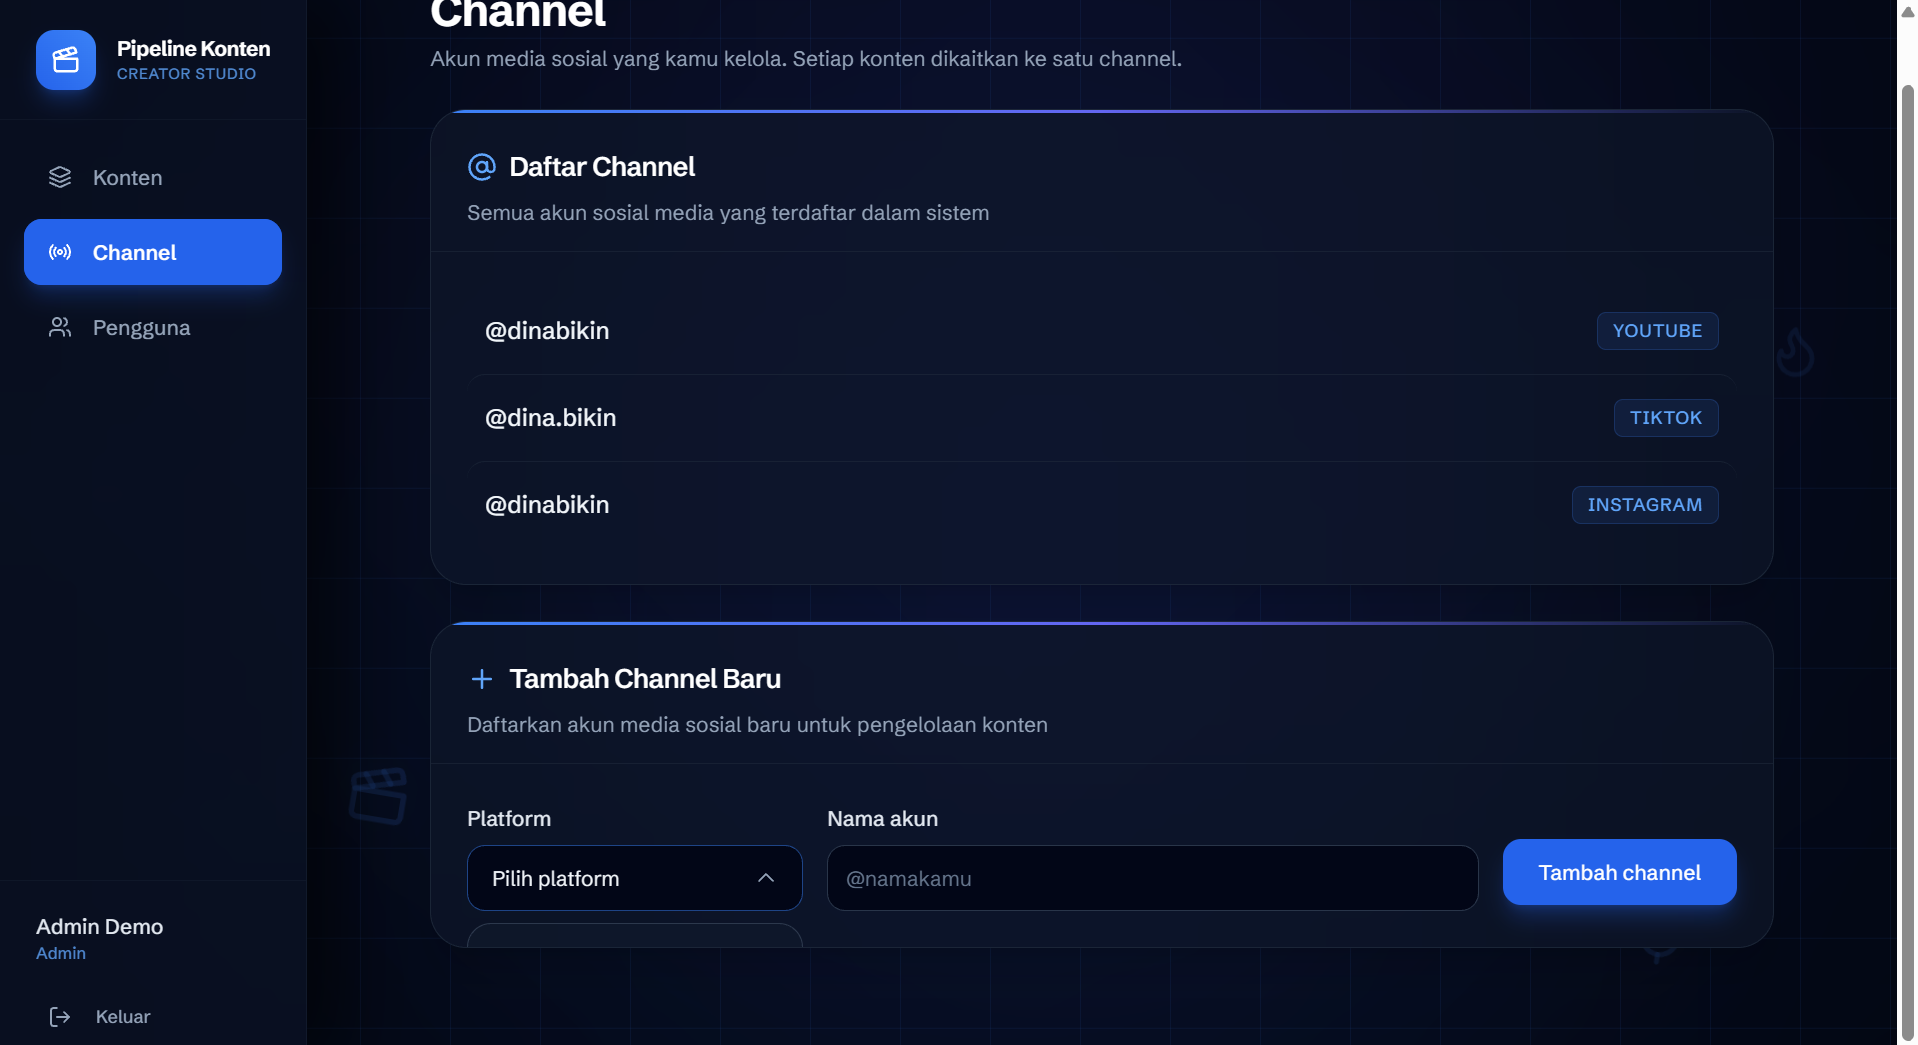 Pipeline Konten
CREATOR STUDIO
Konten
Channel
Pengguna
Admin Demo
Admin
Keluar
Channel
Akun media sosial yang kamu kelola. Setiap konten dikaitkan ke satu channel.
Daftar Channel
Semua akun sosial media yang terdaftar dalam sistem
@dinabikin
YOUTUBE
@dina.bikin
TIKTOK
@dinabikin
INSTAGRAM
Tambah Channel Baru
Daftarkan akun media sosial baru untuk pengelolaan konten
Platform
Nama akun
Pilih platform
@namakamu
Tambah channel